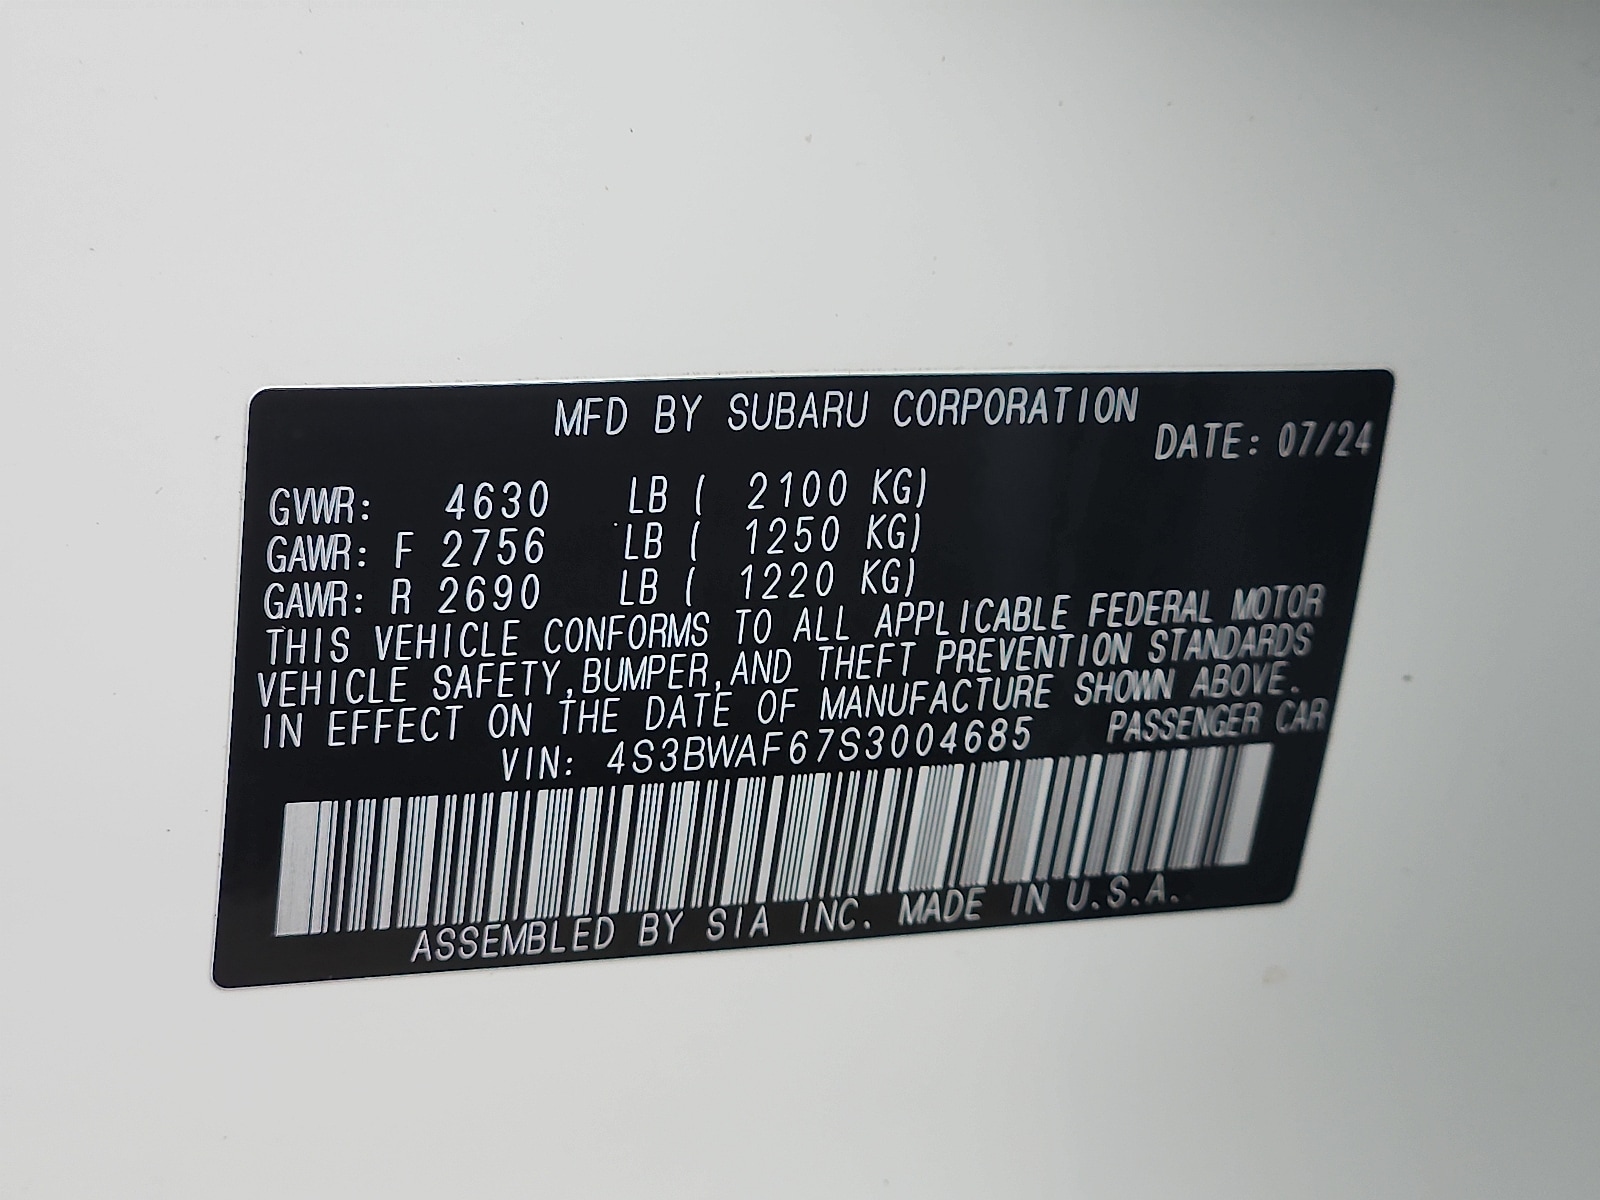 MFD BY SUBARU CORPORATION
DATE: 07/24
GVWR: 4630 LB ( 2100 KG)
GAWR: F 2756 LB ( 1250 KG)
GAWR: R 2690 LB ( 1220 KG)
THIS VEHICLE CONFORMS TO ALL APPLICABLE FEDERAL MOTOR
VEHICLE SAFETY,BUMPER,AND THEFT PREVENTION STANDARDS
IN EFFECT ON THE DATE OF MANUFACTURE SHOWN ABOVE.
VIN: 4S3BWAF67S3004685 PASSENGER CAR
ASSEMBLED BY SIA INC. MADE IN U.S.A.